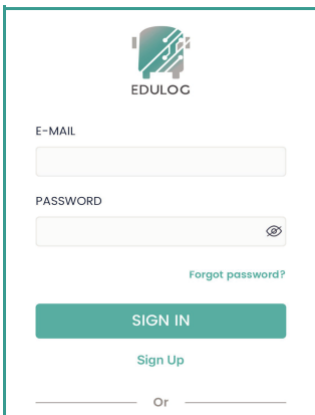 EDULOG
E-MAIL
PASSWORD
Forgot password?
SIGN IN
Sign Up
Or